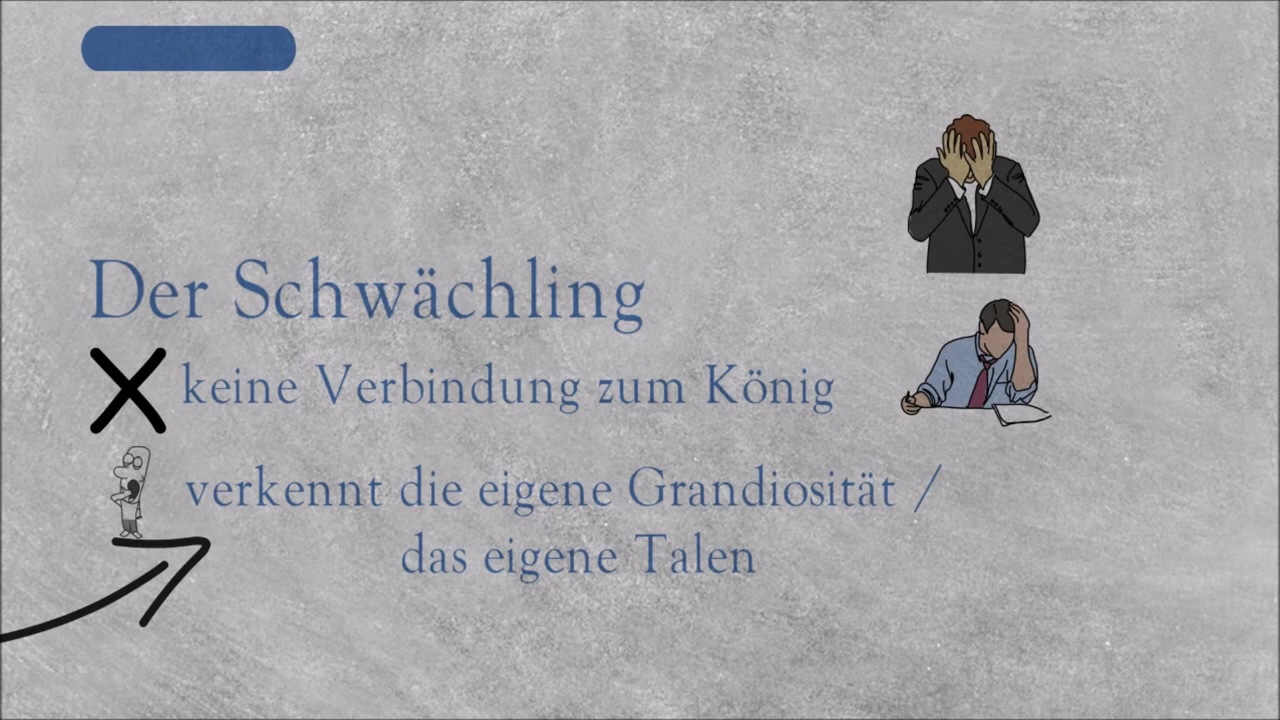 Der Schwächling
keine Verbindung zum König
verkennt die eigene Grandiosität /
das eigene Talen